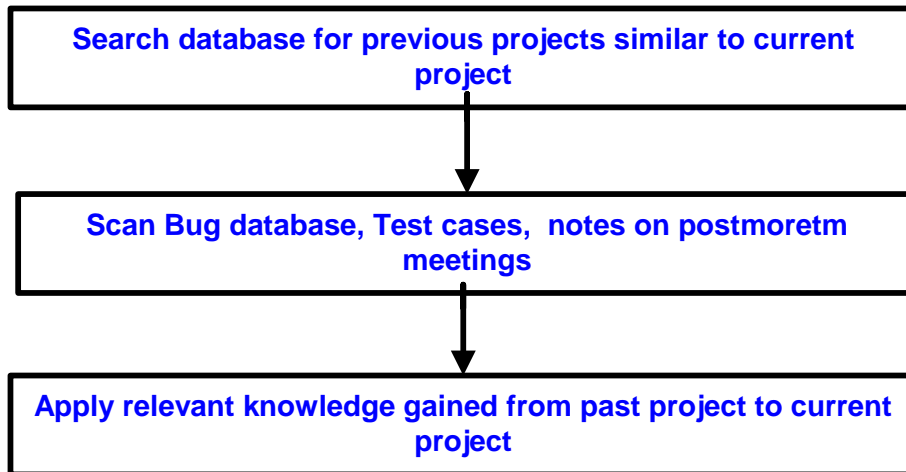 Search database for previous projects similar to current
project
Scan Bug database, Test cases,  notes on postmoretm
meetings
Apply relevant knowledge gained from past project to current
project